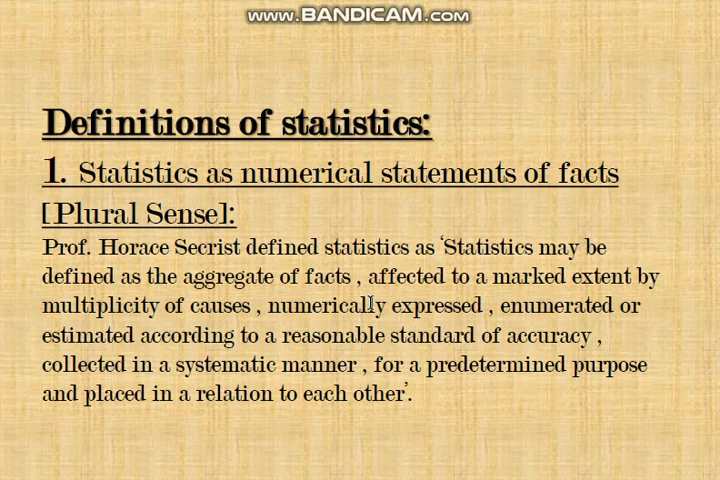 www.BANDICAM.com
Definitions of statistics:
1. Statistics as numerical statements of facts
[Plural Sense]:
Prof. Horace Secrist defined statistics as ‘Statistics may be
defined as the aggregate of facts , affected to a marked extent by
multiplicity of causes , numerically expressed , enumerated or
estimated according to a reasonable standard of accuracy ,
collected in a systematic manner , for a predetermined purpose
and placed in a relation to each other’.